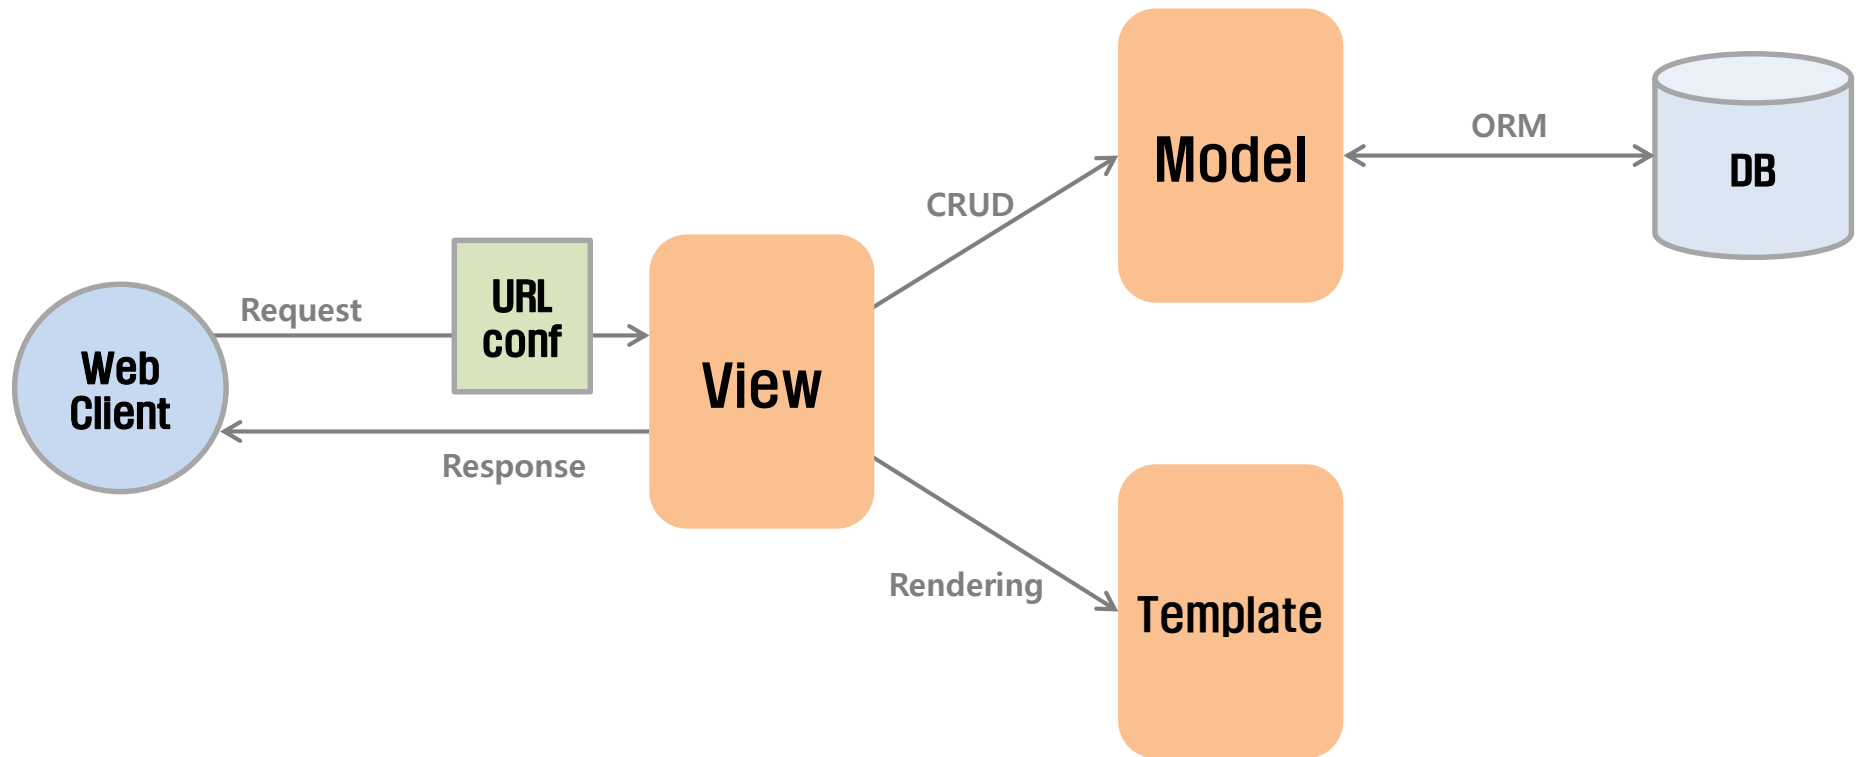 Web
Client
Request
URL
conf
Response
View
CRUD
Model
ORM
DB
Rendering
Template